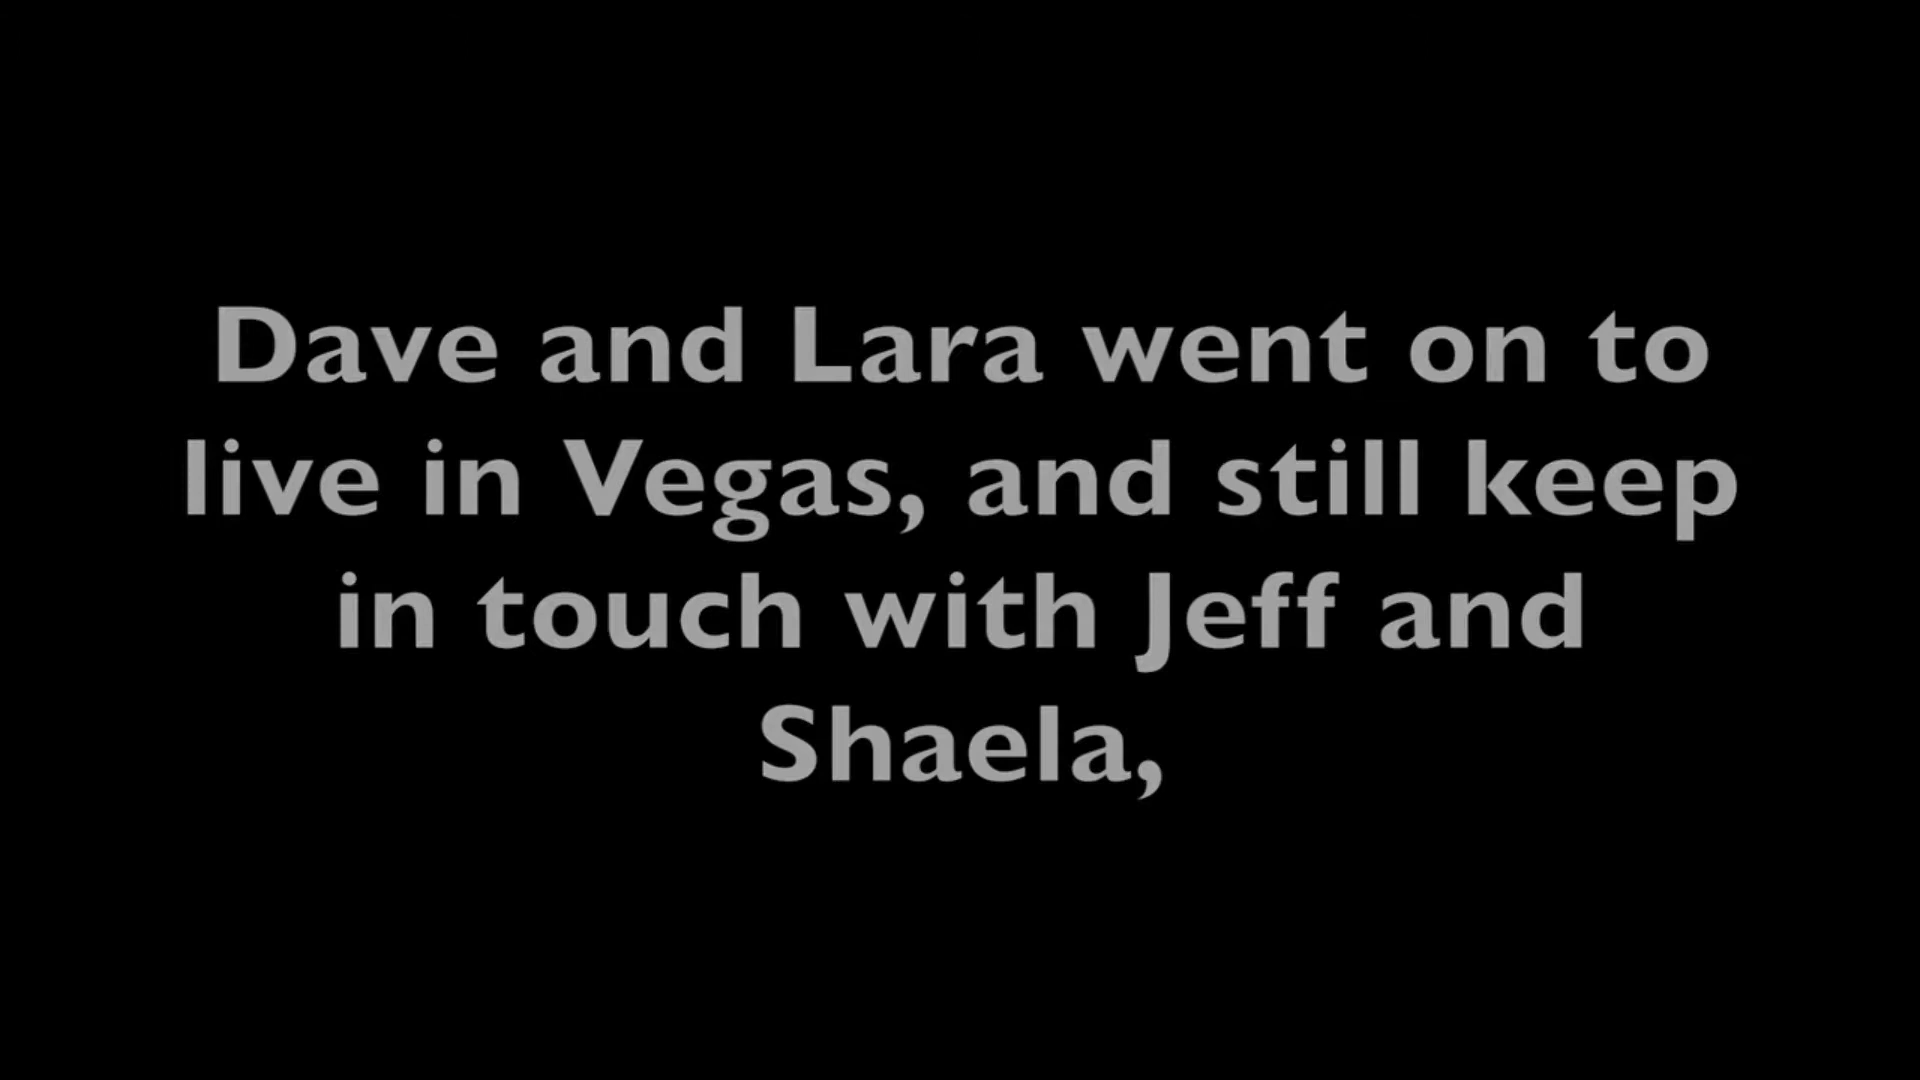 Dave and Lara went on to
live in Vegas, and still keep
in touch with Jeff and
Shaela,